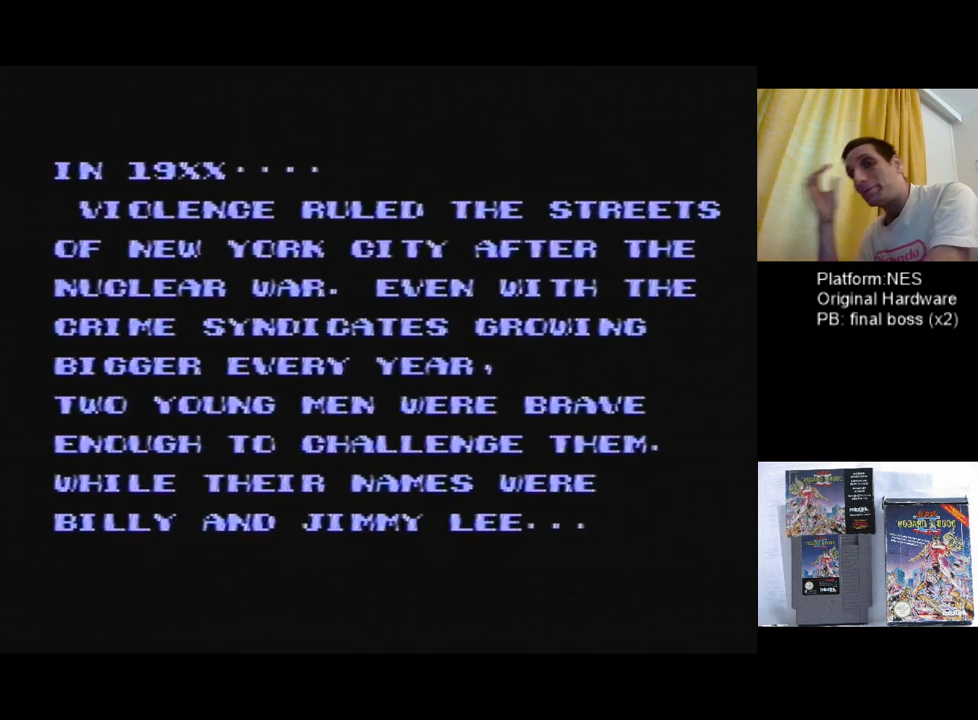 IN 19XX....
VIOLENCE RULED THE STREETS
OF NEW YORK CITY AFTER THE
NUCLEAR WAR. EVEN WITH THE
CRIME SYNDICATES GROWING
BIGGER EVERY YEAR,
TWO YOUNG MEN WERE BRAVE
ENOUGH TO CHALLENGE THEM.
WHILE THEIR NAMES WERE
BILLY AND JIMMY LEE...
Platform:NES
Original Hardware
PB: final boss (x2)